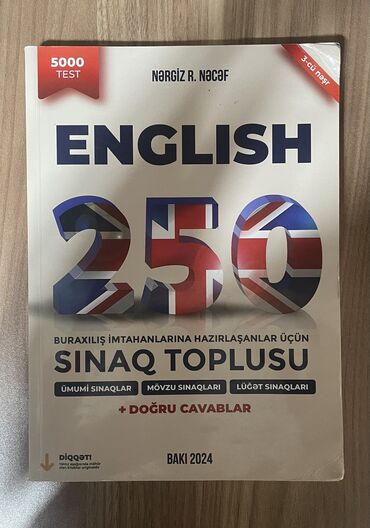 5000
TEST
NƏRGİZ R. NƏCƏF
3-cü nəşr
ENGLISH
250
BURAXILIŞ İMTAHANLARINA HAZIRLAŞANLAR ÜÇÜN
SINAQ TOPLUSU
ÜMUMİ SINAQLAR
MÖVZU SINAQLARI
LÜĞƏT SINAQLARI
+ DOĞRU CAVABLAR
DİQQƏT!
BAKI 2024